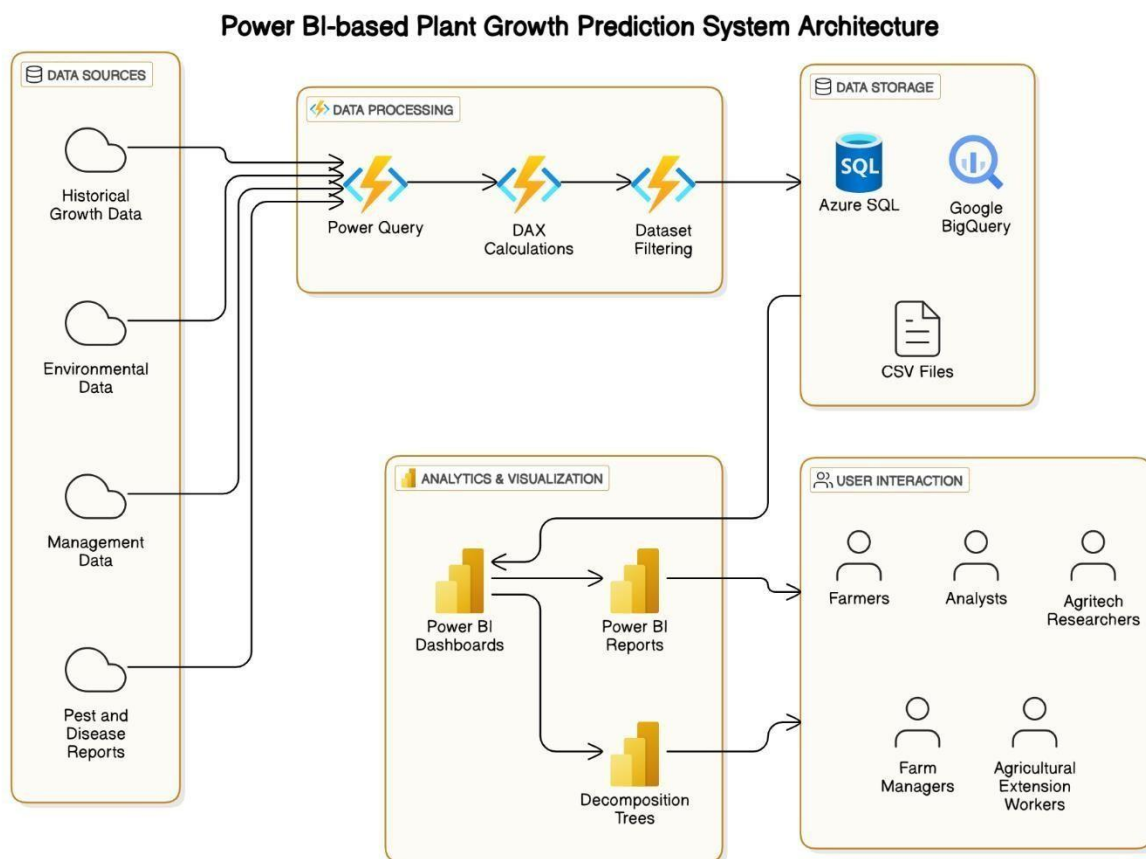 Power BI-based Plant Growth Prediction System Architecture
DATA SOURCES
Historical
Growth Data
Environmental
Data
Management
Data
Pest and
Disease
Reports
DATA PROCESSING
Power Query
DAX
Calculations
Dataset
Filtering
DATA STORAGE
SQL
Azure SQL
Google
BigQuery
CSV Files
ANALYTICS & VISUALIZATION
Power BI
Dashboards
Power BI
Reports
Decomposition
Trees
USER INTERACTION
Farmers
Analysts
Agritech
Researchers
Farm
Managers
Agricultural
Extension
Workers